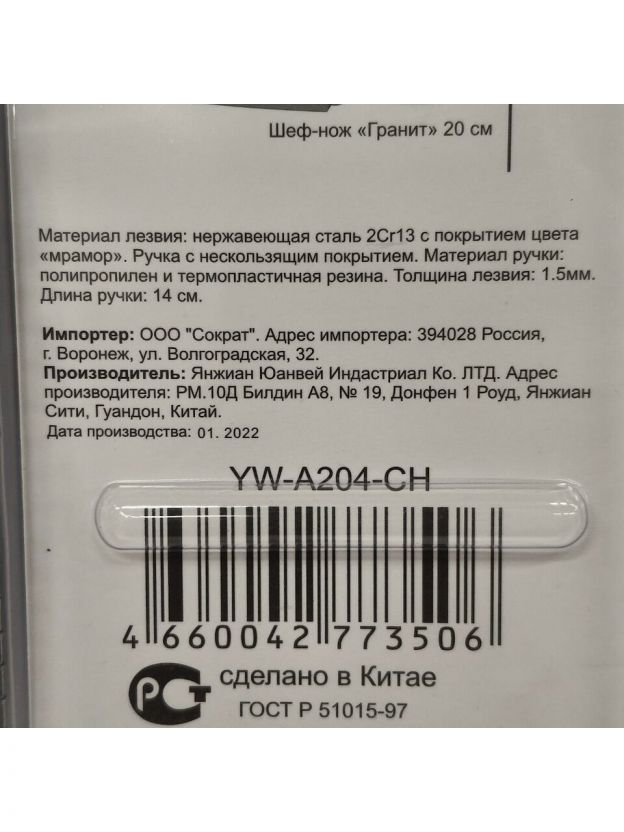 Шеф-нож «Гранит» 20 см
Материал лезвия: нержавеющая сталь 2Cr13 с покрытием цвета
«мрамор». Ручка с нескользящим покрытием. Материал ручки:
полипропилен и термопластичная резина. Толщина лезвия: 1.5мм.
Длина ручки: 14 см.
Импортер: ООО "Сократ". Адрес импортера: 394028 Россия,
г. Воронеж, ул. Волгоградская, 32.
Производитель: Янжиан Юанвей Индастриал Ко. ЛТД. Адрес
производителя: РМ.10Д Билдин А8, № 19, Донфен 1 Роуд, Янжиан
Сити, Гуандон, Китай.
Дата производства: 01. 2022
YW-A204-CH
4 660042 773506
РСТ сделано в Китае
ГОСТ Р 51015-97